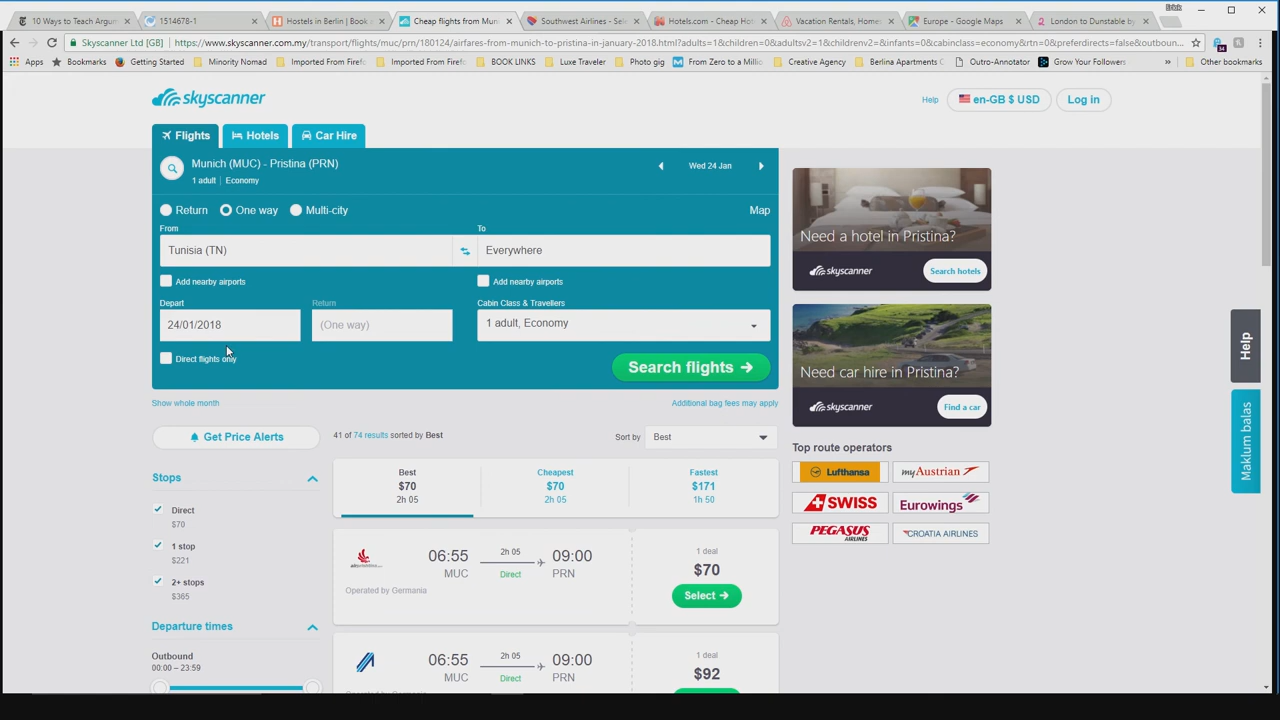 10 Ways to Teach Argum
1514678-1
Hostels in Berlin | Book
Cheap flights from Mun
Southwest Airlines - Sel
Hotels.com - Cheap Hot
Vacation Rentals, Home
Europe - Google Maps
London to Dunstable by
Skyscanner Ltd [GB]
https://www.skyscanner.com.my/transport/flights/muc/prn/180124/airfares-from-munich-to-pristina-in-january-2018.html?adults=1&children=0&adultsv2=1&childrenv2=&infants=0&cabinclass=economy&rtn=0&preferdirects=false&outboun...
34
Apps
Bookmarks
Getting Started
Minority Nomad
Imported From Firefo
Imported From Firefo
BOOK LINKS
Luxe Traveler
Photo gig
From Zero to a Millio
Creative Agency
Berlina Apartments C
Outro-Annotator
Grow Your Followers
»
Other bookmarks
skyscanner
Help
en-GB $ USD
Log in
Flights
Hotels
Car Hire
Munich (MUC) - Pristina (PRN)
1 adult | Economy
Wed 24 Jan
Return
One way
Multi-city
Map
From
To
Tunisia (TN)
Everywhere
Add nearby airports
Add nearby airports
Depart
Return
Cabin Class & Travellers
24/01/2018
(One way)
1 adult, Economy
Direct flights only
Search flights
Show whole month
Additional bag fees may apply
Need a hotel in Pristina?
skyscanner
Search hotels
Need car hire in Pristina?
skyscanner
Find a car
Help
Maklum balas
Get Price Alerts
41 of 74 results sorted by Best
Sort by
Best
Top route operators
Lufthansa
myAustrian
SWISS
Eurowings
PEGASUS AIRLINES
CROATIA AIRLINES
Stops
Direct
$70
1 stop
$221
2+ stops
$365
Departure times
Outbound
00:00 – 23:59
Best
$70
2h 05
Cheapest
$70
2h 05
Fastest
$171
1h 50
06:55
MUC
2h 05
Direct
09:00
PRN
Operated by Germania
1 deal
$70
Select
06:55
MUC
2h 05
Direct
09:00
PRN
Operated by Germania
1 deal
$92